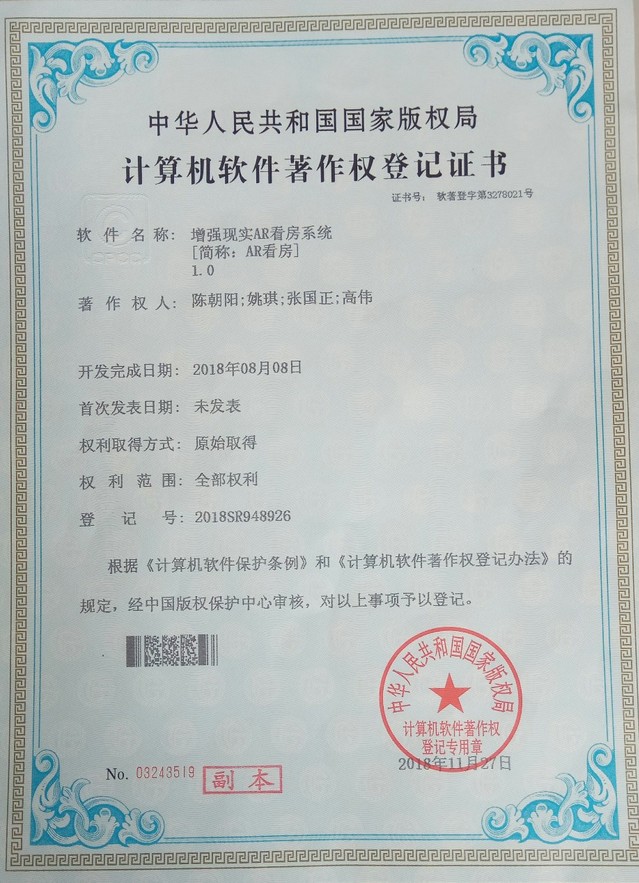 中华人民共和国国家版权局
计算机软件著作权登记证书
证书号： 软著登字第3278021号
软件名称： 增强现实AR看房系统
[简称：AR看房]
1.0
著作权人： 陈朝阳;姚琪;张国正;高伟
开发完成日期： 2018年08月08日
首次发表日期： 未发表
权利取得方式： 原始取得
权利范围： 全部权利
登记号： 2018SR948926
根据《计算机软件保护条例》和《计算机软件著作权登记办法》的
规定，经中国版权保护中心审核，对以上事项予以登记。
中华人民共和国国家版权局
计算机软件著作权
登记专用章
2018年11月27日
No. 03243519
副本
CPCC